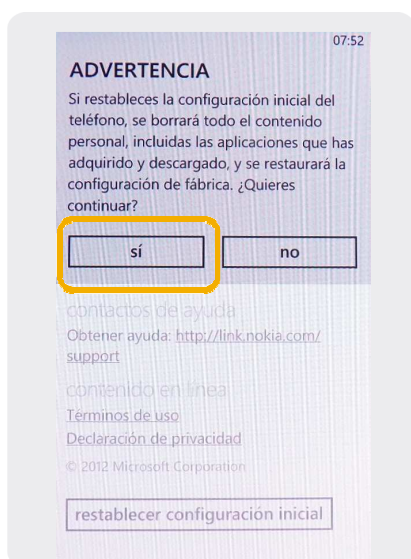 07:52
ADVERTENCIA
Si restableces la configuración inicial del
teléfono, se borrará todo el contenido
personal, incluidas las aplicaciones que has
adquirido y descargado, y se restaurará la
configuración de fábrica. ¿Quieres
continuar?
sí no
contactos de ayuda
Obtener ayuda: http://link.nokia.com/
support
contenido en línea
Términos de uso
Declaración de privacidad
© 2012 Microsoft Corporation
restablecer configuración inicial